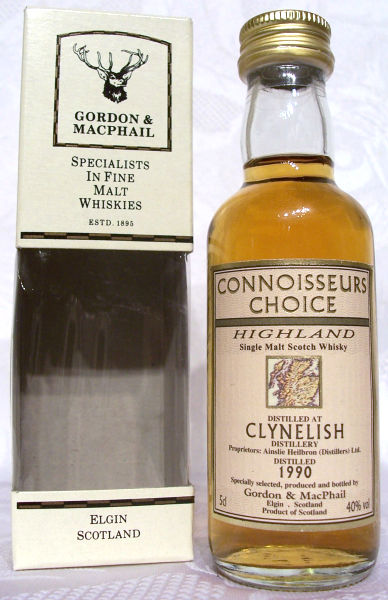 GORDON &
MACPHAIL
SPECIALISTS
IN FINE
MALT
WHISKIES
ESTD. 1895
ELGIN
SCOTLAND
CONNOISSEURS
CHOICE
HIGHLAND
Single Malt Scotch Whisky
DISTILLED AT
CLYNELISH
DISTILLERY
Proprietors: Ainslie Heilbron (Distillers) Ltd.
DISTILLED
1990
Specially selected, produced and bottled by
Gordon & MacPhail
Elgin . Scotland
5cl Product of Scotland 40% vol